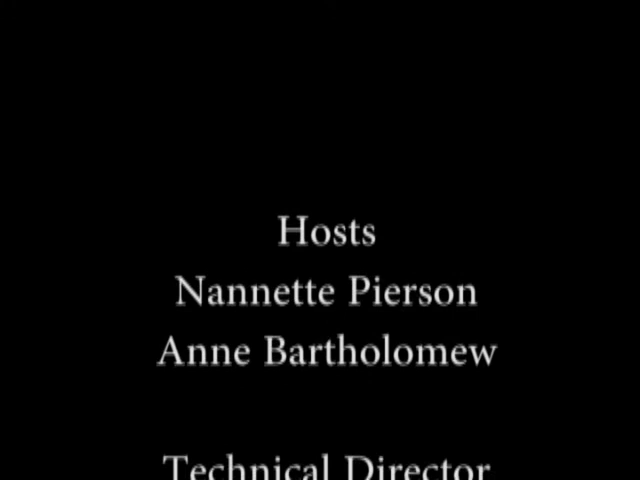 Hosts
Nannette Pierson
Anne Bartholomew
Technical Director